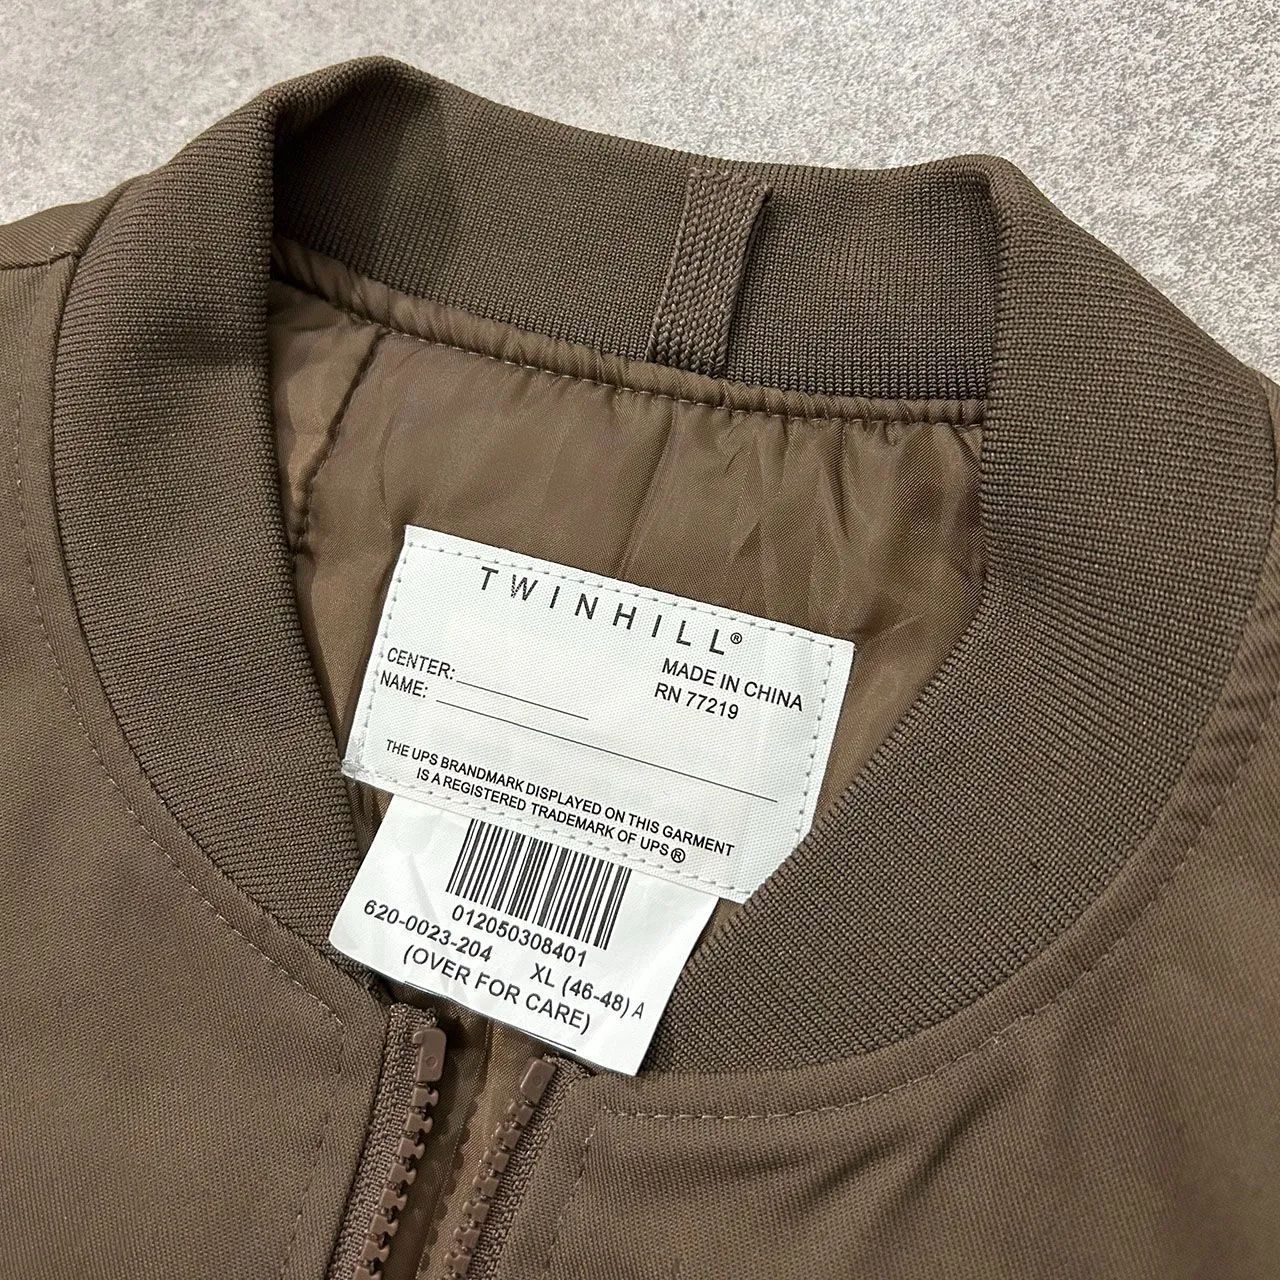 TWINHILL®
MADE IN CHINA
RN 77219
CENTER:
NAME:
THE UPS BRANDMARK DISPLAYED ON THIS GARMENT
IS A REGISTERED TRADEMARK OF UPS®
012050308401
620-0023-204 XL (46-48) A
(OVER FOR CARE)